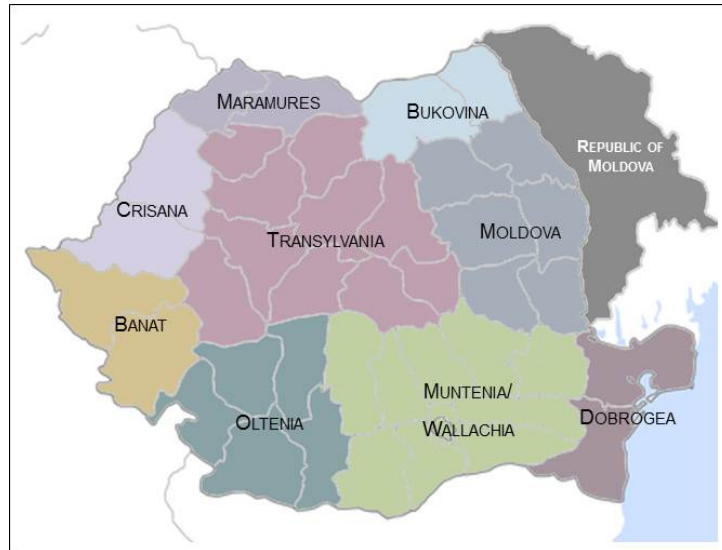 MARAMURES
BUKOVINA
REPUBLIC OF
MOLDOVA
CRISANA
TRANSYLVANIA
MOLDOVA
BANAT
MUNTENIA/
WALLACHIA
OLTENIA
DOBROGEA